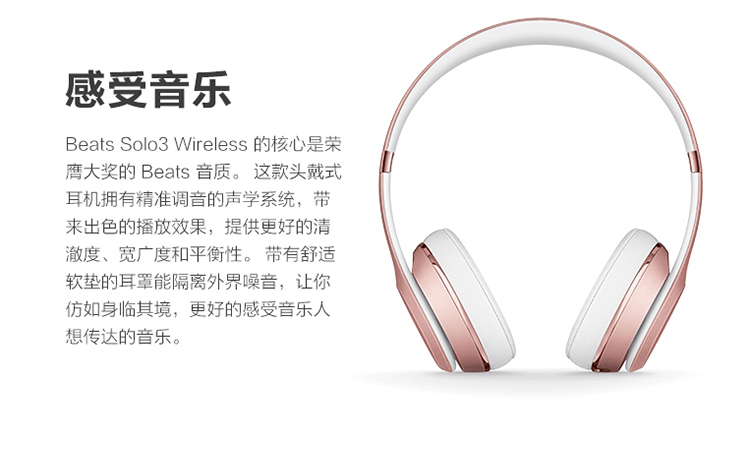 感受音乐
Beats Solo3 Wireless 的核心是荣
膺大奖的 Beats 音质。 这款头戴式
耳机拥有精准调音的声学系统，带
来出色的播放效果，提供更好的清
澈度、宽广度和平衡性。 带有舒适
软垫的耳罩能隔离外界噪音，让你
仿如身临其境，更好的感受音乐人
想传达的音乐。